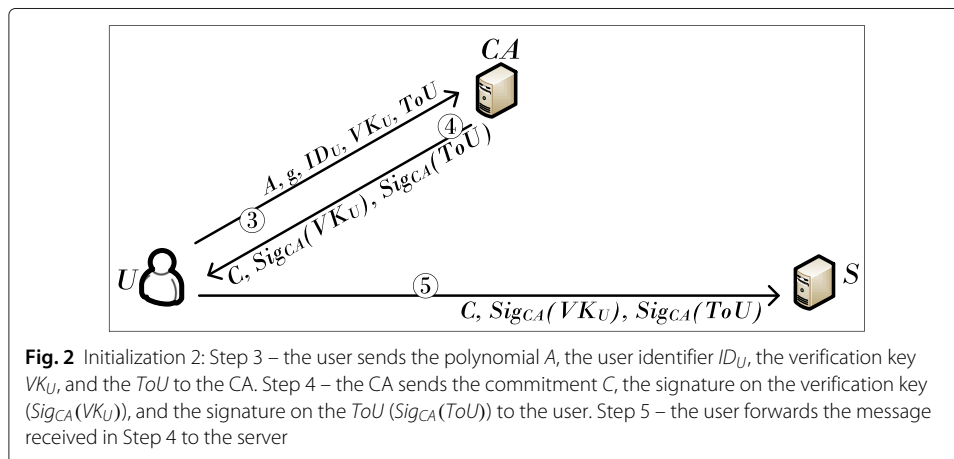 CA
A, g, ID_U, VK_U, ToU
④
③
C, Sig_CA(VK_U), Sig_CA(ToU)
U
⑤
S
C, Sig_CA(VK_U), Sig_CA(ToU)
Fig. 2 Initialization 2: Step 3 – the user sends the polynomial A, the user identifier ID_U, the verification key
VK_U, and the ToU to the CA. Step 4 – the CA sends the commitment C, the signature on the verification key
(Sig_CA(VK_U)), and the signature on the ToU (Sig_CA(ToU)) to the user. Step 5 – the user forwards the message
received in Step 4 to the server